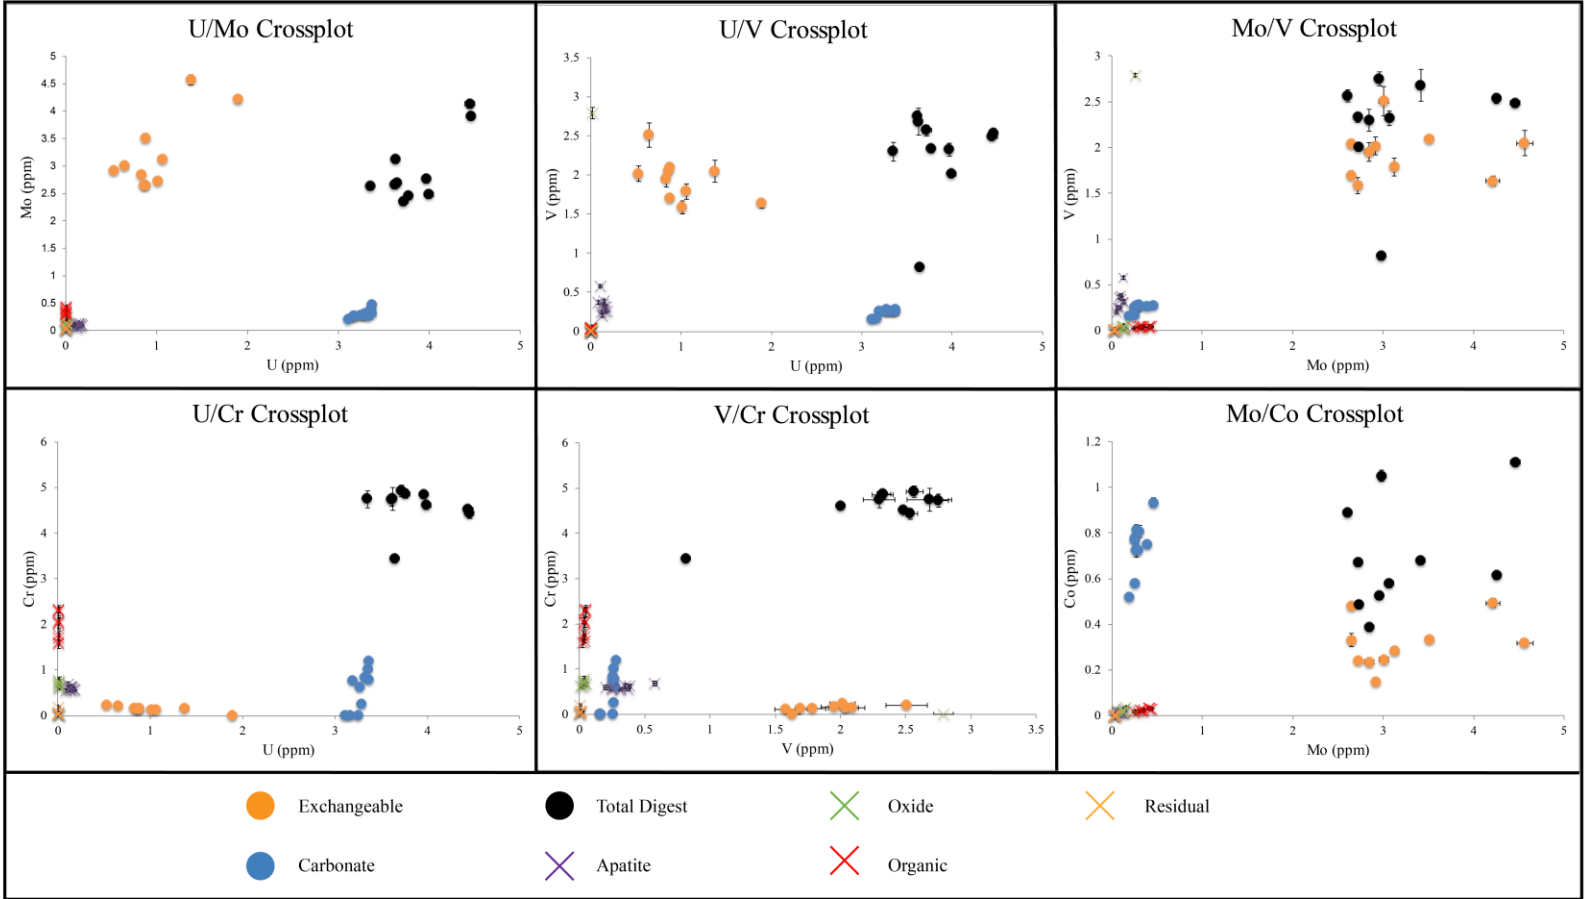 U/Mo Crossplot
5
4.5
4
3.5
3
2.5
2
1.5
1
0.5
0
Mo (ppm)
0 1 2 3 4 5
U (ppm)
U/V Crossplot
3.5
3
2.5
2
1.5
1
0.5
0
V (ppm)
0 1 2 3 4 5
U (ppm)
Mo/V Crossplot
3
2.5
2
1.5
1
0.5
0
V (ppm)
0 1 2 3 4 5
Mo (ppm)
U/Cr Crossplot
6
5
4
3
2
1
0
Cr (ppm)
0 1 2 3 4 5
U (ppm)
V/Cr Crossplot
6
5
4
3
2
1
0
Cr (ppm)
0 0.5 1 1.5 2 2.5 3 3.5
V (ppm)
Mo/Co Crossplot
1.2
1
0.8
0.6
0.4
0.2
0
Co (ppm)
0 1 2 3 4 5
Mo (ppm)
Exchangeable Total Digest Oxide Residual
Carbonate Apatite Organic